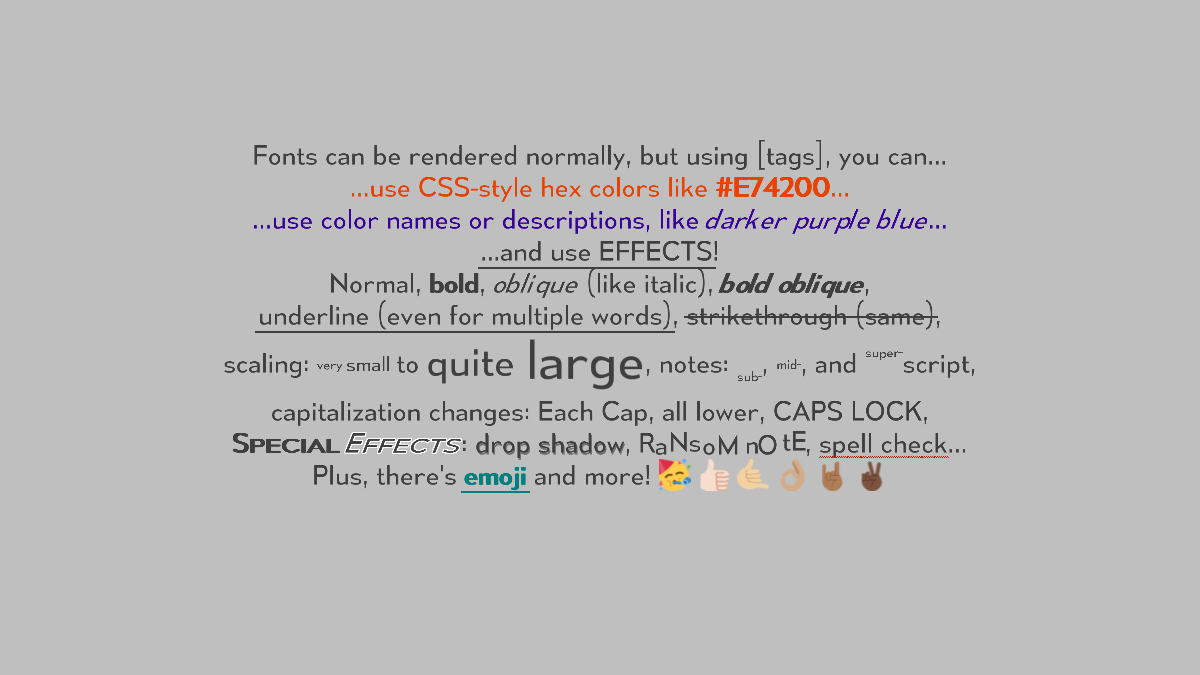 Fonts can be rendered normally, but using [tags], you can...
...use CSS-style hex colors like #E74200...
...use color names or descriptions, like darker purple blue...
...and use EFFECTS!
Normal, bold, oblique (like italic), bold oblique,
underline (even for multiple words), strikethrough (same),
scaling: very small to quite large, notes: sub-, mid-, and super-script,
capitalization changes: Each Cap, all lower, CAPS LOCK,
SPECIAL EFFECTS: drop shadow, RaNsoM nOtE, spell check...
Plus, there's emoji and more! 🥳👍🏻🤙🏼👌🏽🤘🏾✌🏿